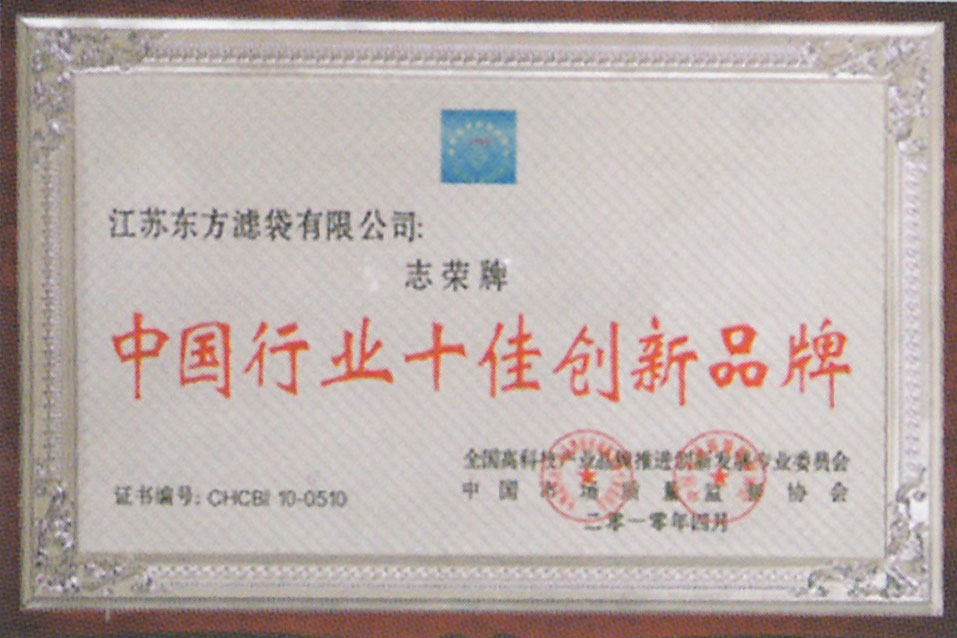 江苏东方滤袋有限公司:
志荣牌
中国行业十佳创新品牌
全国高科技产业品牌推进创新发展专业委员会
证书编号: CHCBI 10-0510
中国市场质量监督协会
二零一零年四月